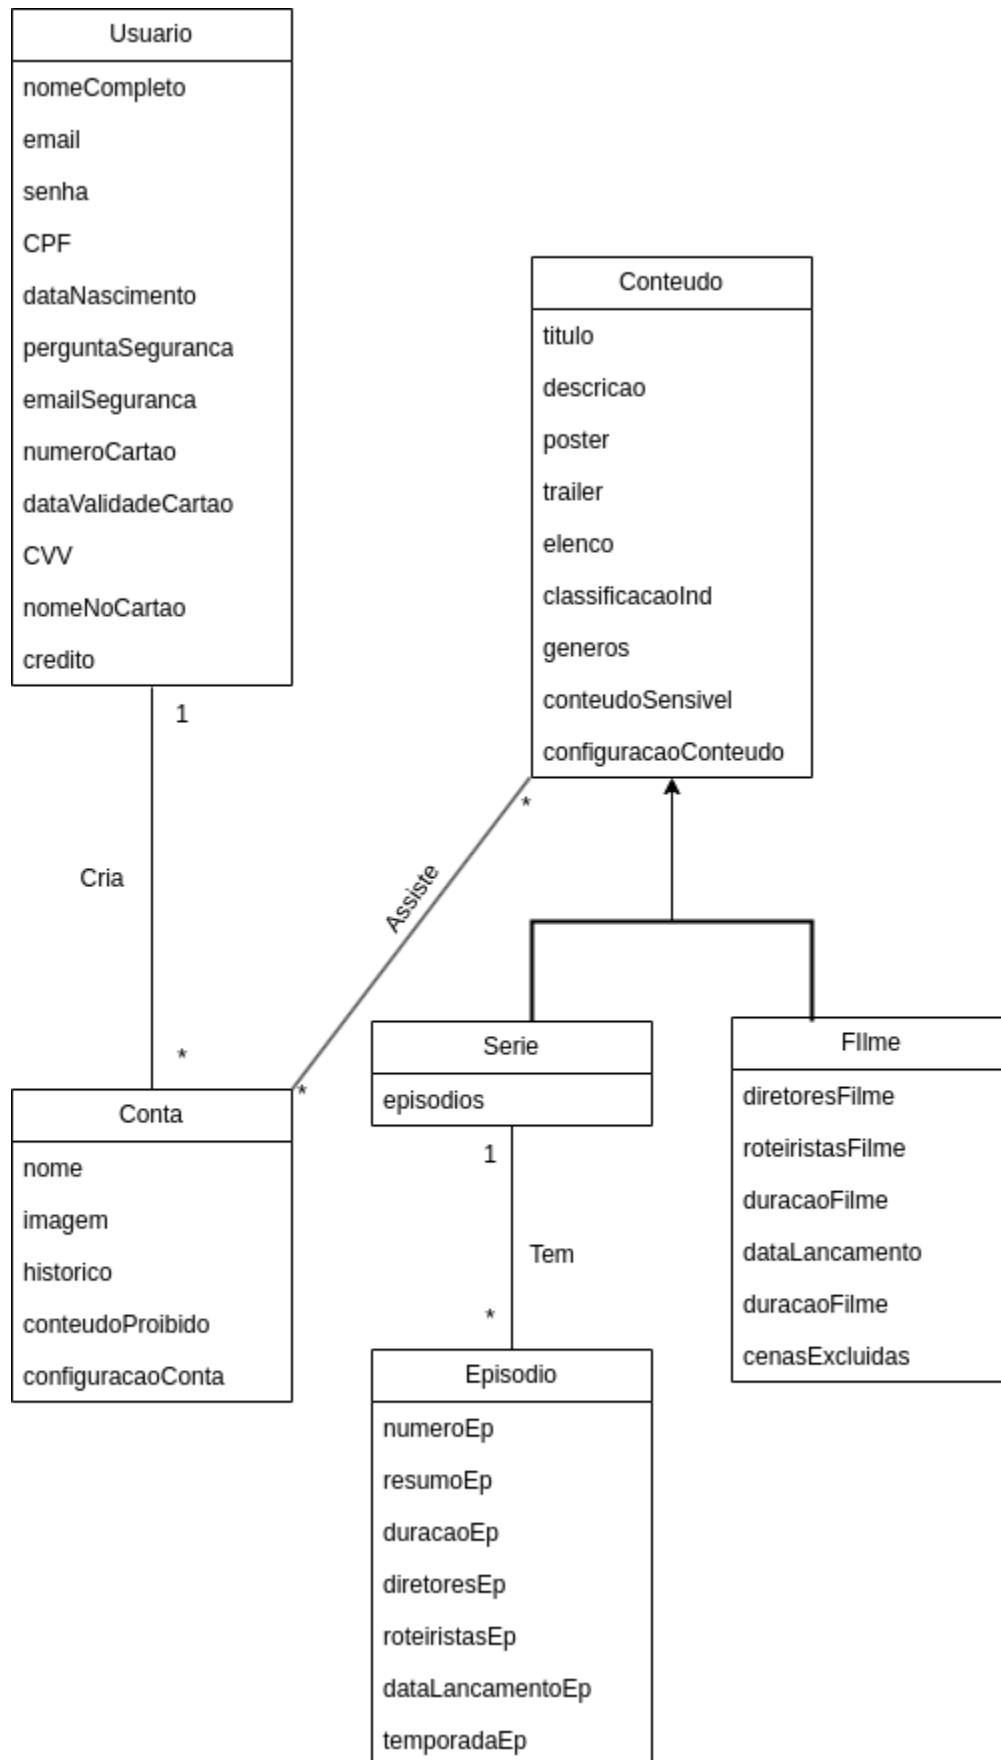 Usuario
nomeCompleto
email
senha
CPF
dataNascimento
perguntaSeguranca
emailSeguranca
numeroCartao
dataValidadeCartao
CVV
nomeNoCartao
credito
1
Cria
*
Conta
nome
imagem
historico
conteudoProibido
configuracaoConta
*
Assiste
*
Conteudo
titulo
descricao
poster
trailer
elenco
classificacaoInd
generos
conteudoSensivel
configuracaoConteudo
Serie
episodios
1
Tem
*
Episodio
numeroEp
resumoEp
duracaoEp
diretoresEp
roteiristasEp
dataLancamentoEp
temporadaEp
FIlme
diretoresFilme
roteiristasFilme
duracaoFilme
dataLancamento
duracaoFilme
cenasExcluidas